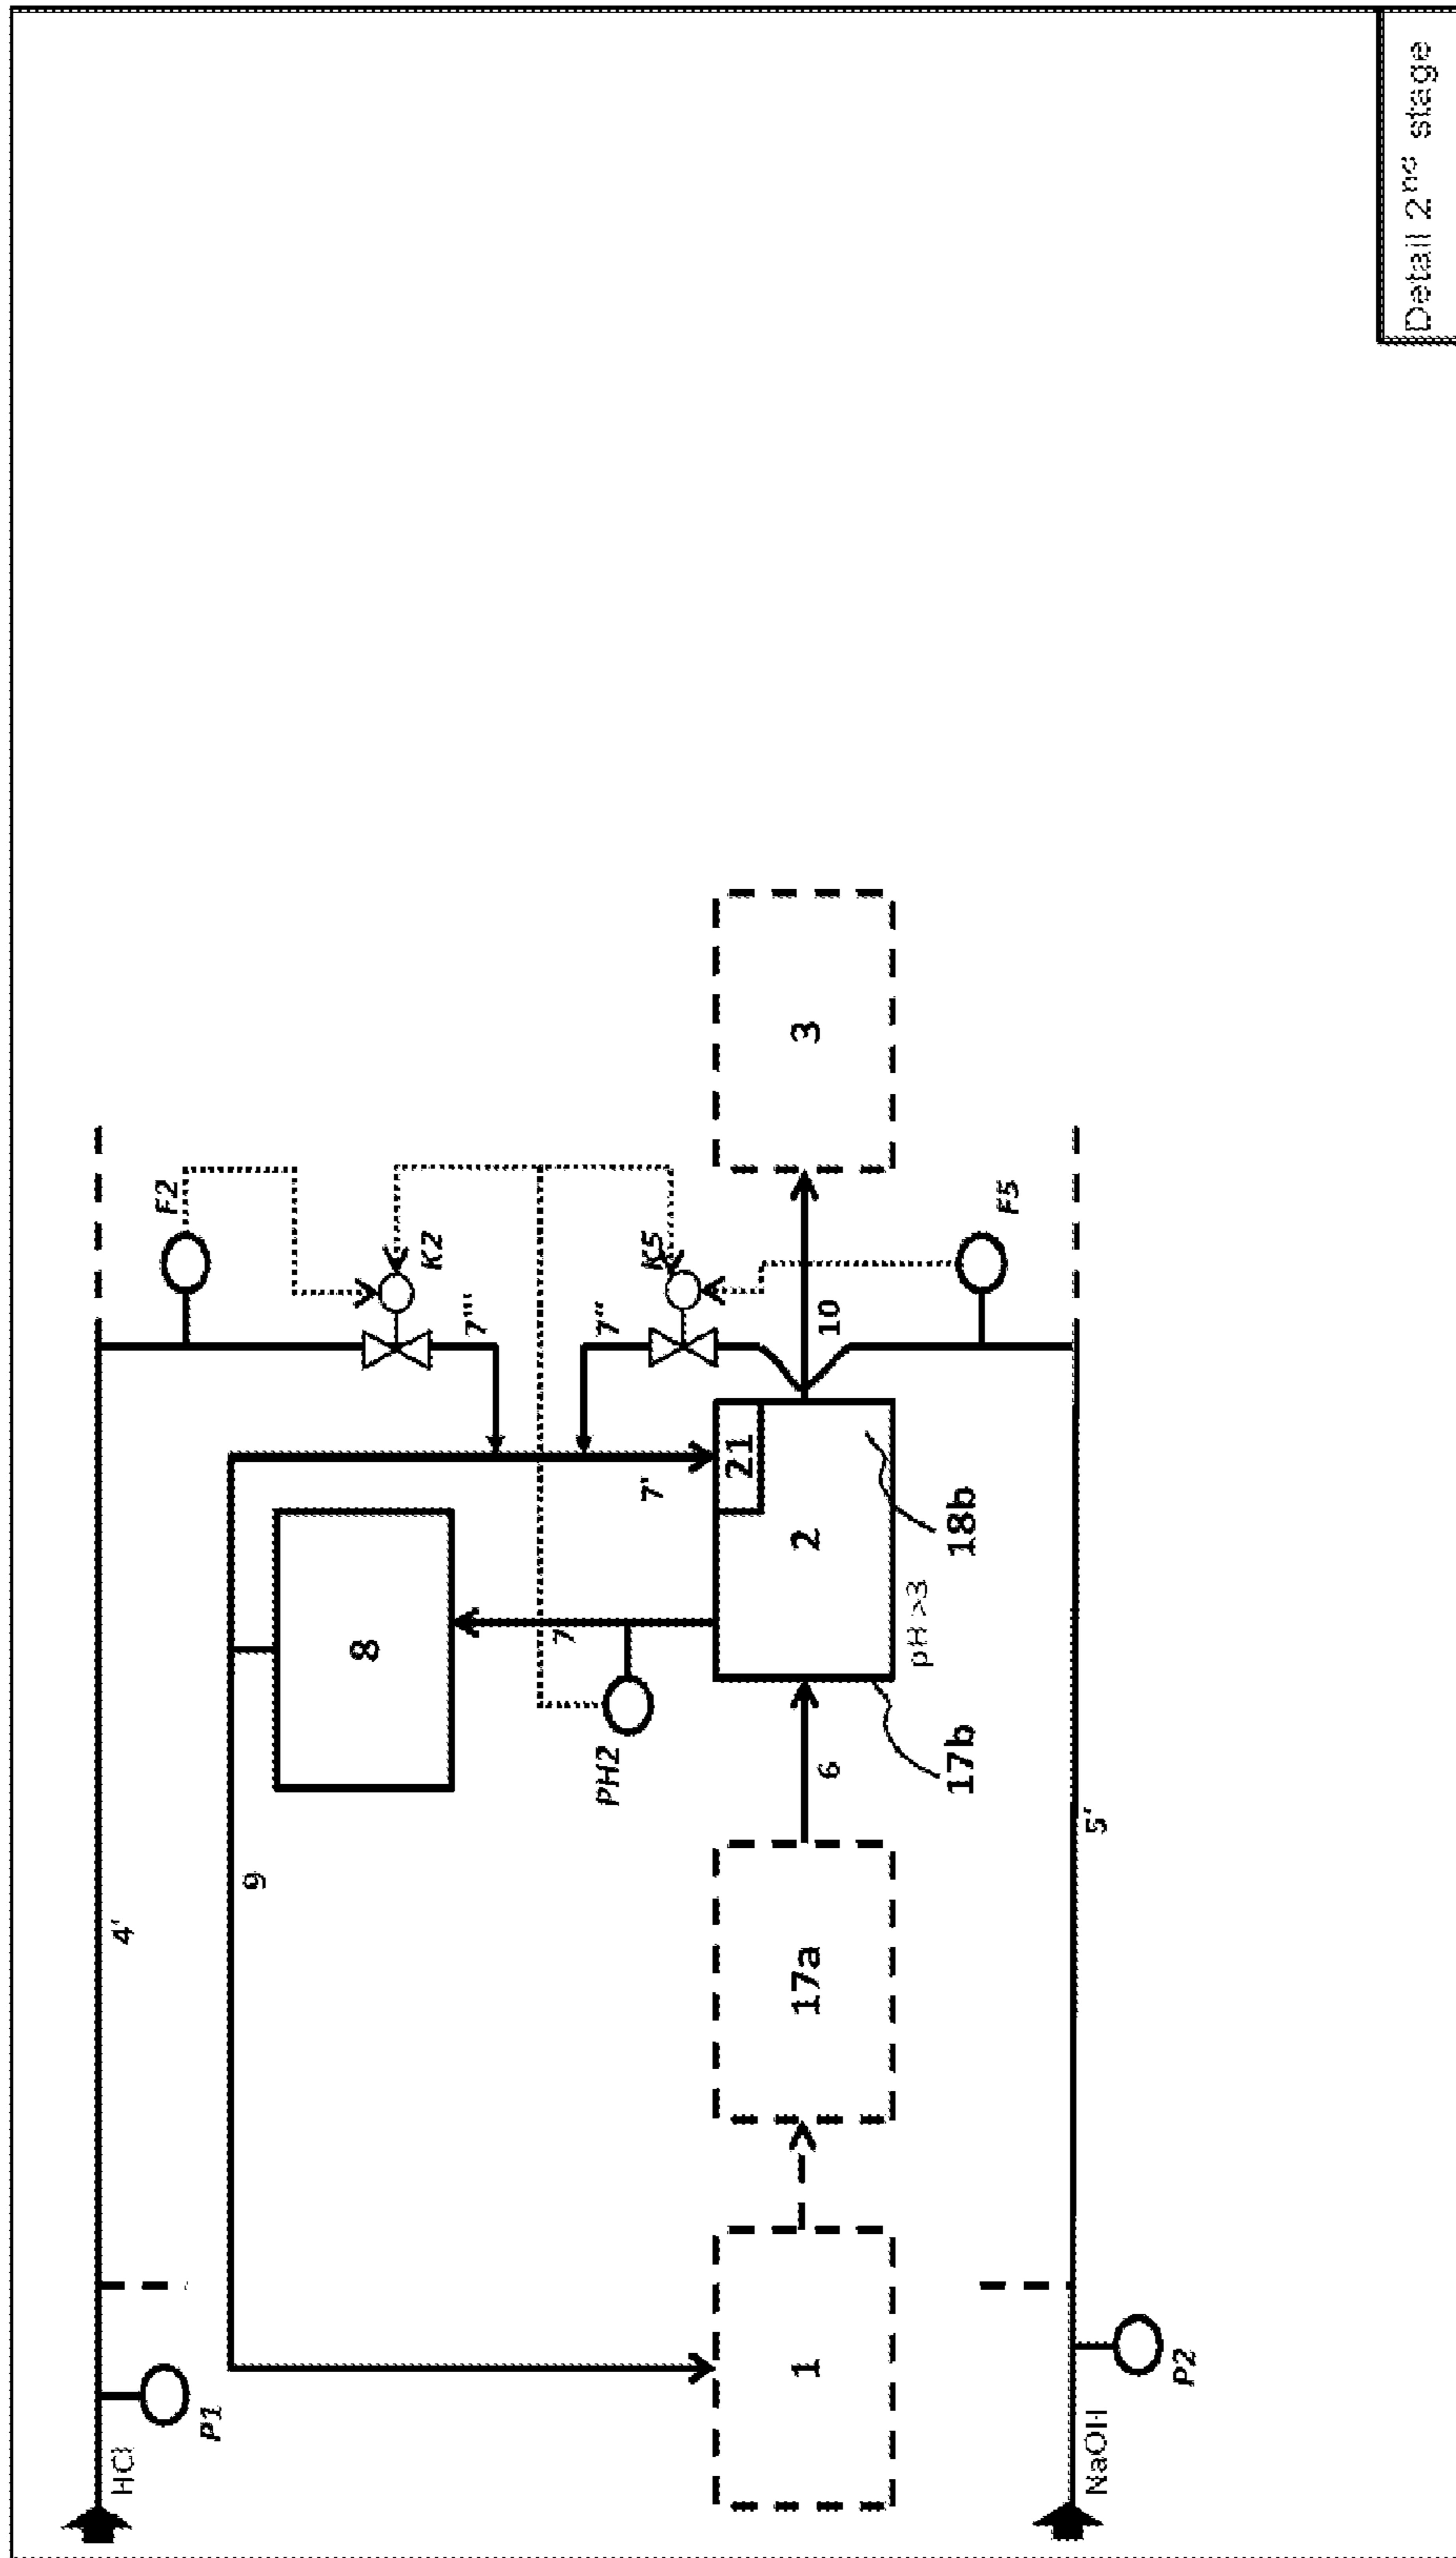 HCl
P1
4'
F2
9
8
K2
7'''
PH2
7
7'
7''
K5
1
17a
6
2
21
10
3
pH >3
17b
18b
F5
NaOH
P2
5'
Detail 2nd stage